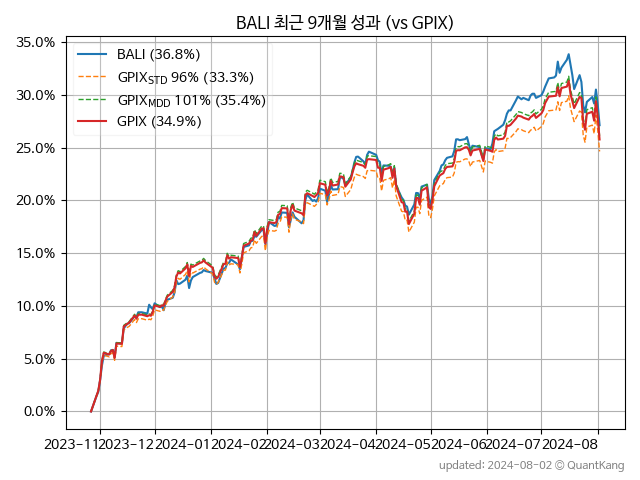 BALI 최근 9개월 성과 (vs GPIX)
35.0%
30.0%
25.0%
20.0%
15.0%
10.0%
5.0%
0.0%
BALI (36.8%)
GPIXSTD 96% (33.3%)
GPIXMDD 101% (35.4%)
GPIX (34.9%)
2023-11 2023-12 2024-01 2024-02 2024-03 2024-04 2024-05 2024-06 2024-07 2024-08
updated: 2024-08-02 © QuantKang